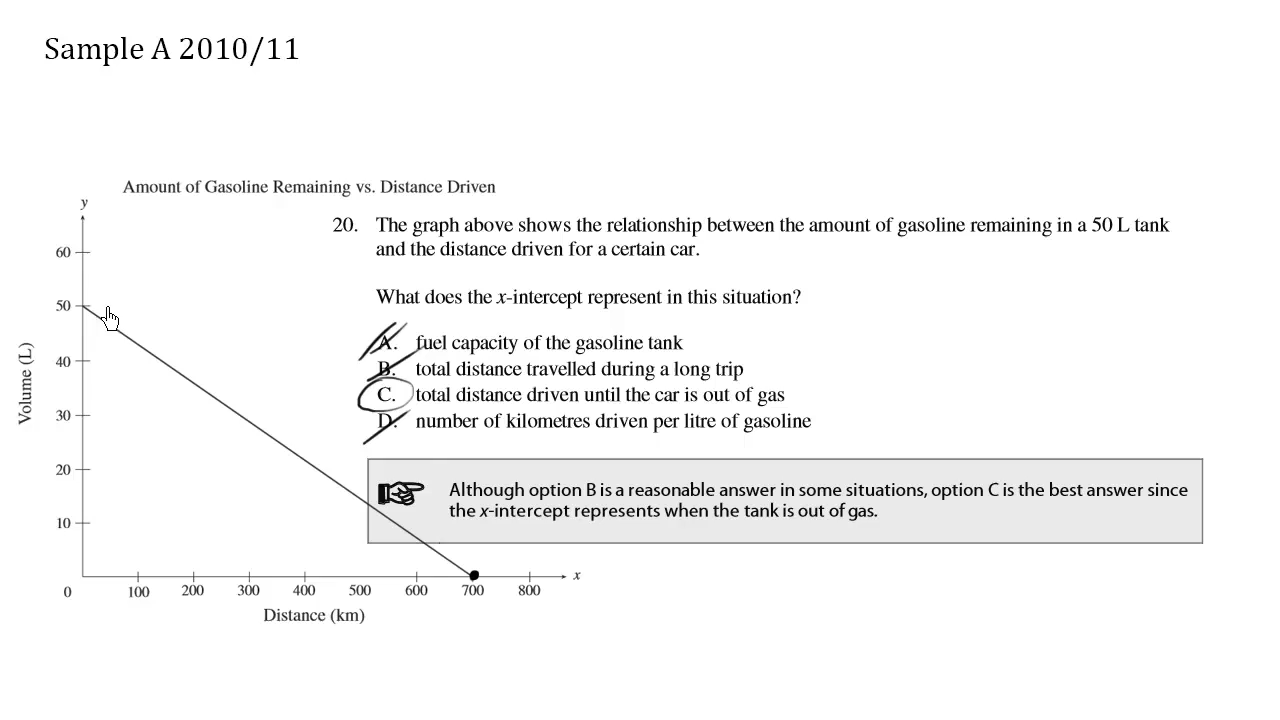 Sample A 2010/11
Amount of Gasoline Remaining vs. Distance Driven
y
60
50
40
30
20
10
0
Volume (L)
100 200 300 400 500 600 700 800
x
Distance (km)
20. The graph above shows the relationship between the amount of gasoline remaining in a 50 L tank
and the distance driven for a certain car.
What does the x-intercept represent in this situation?
A. fuel capacity of the gasoline tank
B. total distance travelled during a long trip
C. total distance driven until the car is out of gas
D. number of kilometres driven per litre of gasoline
Although option B is a reasonable answer in some situations, option C is the best answer since
the x-intercept represents when the tank is out of gas.